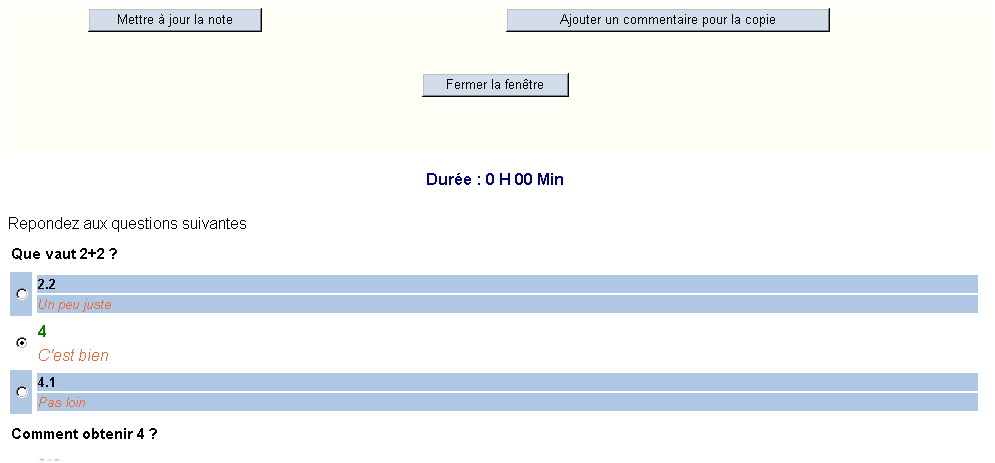 Mettre à jour la note
Ajouter un commentaire pour la copie
Fermer la fenêtre
Durée : 0 H 00 Min
Repondez aux questions suivantes
Que vaut 2+2 ?
2.2
Un peu juste
4
C'est bien
4.1
Pas loin
Comment obtenir 4 ?